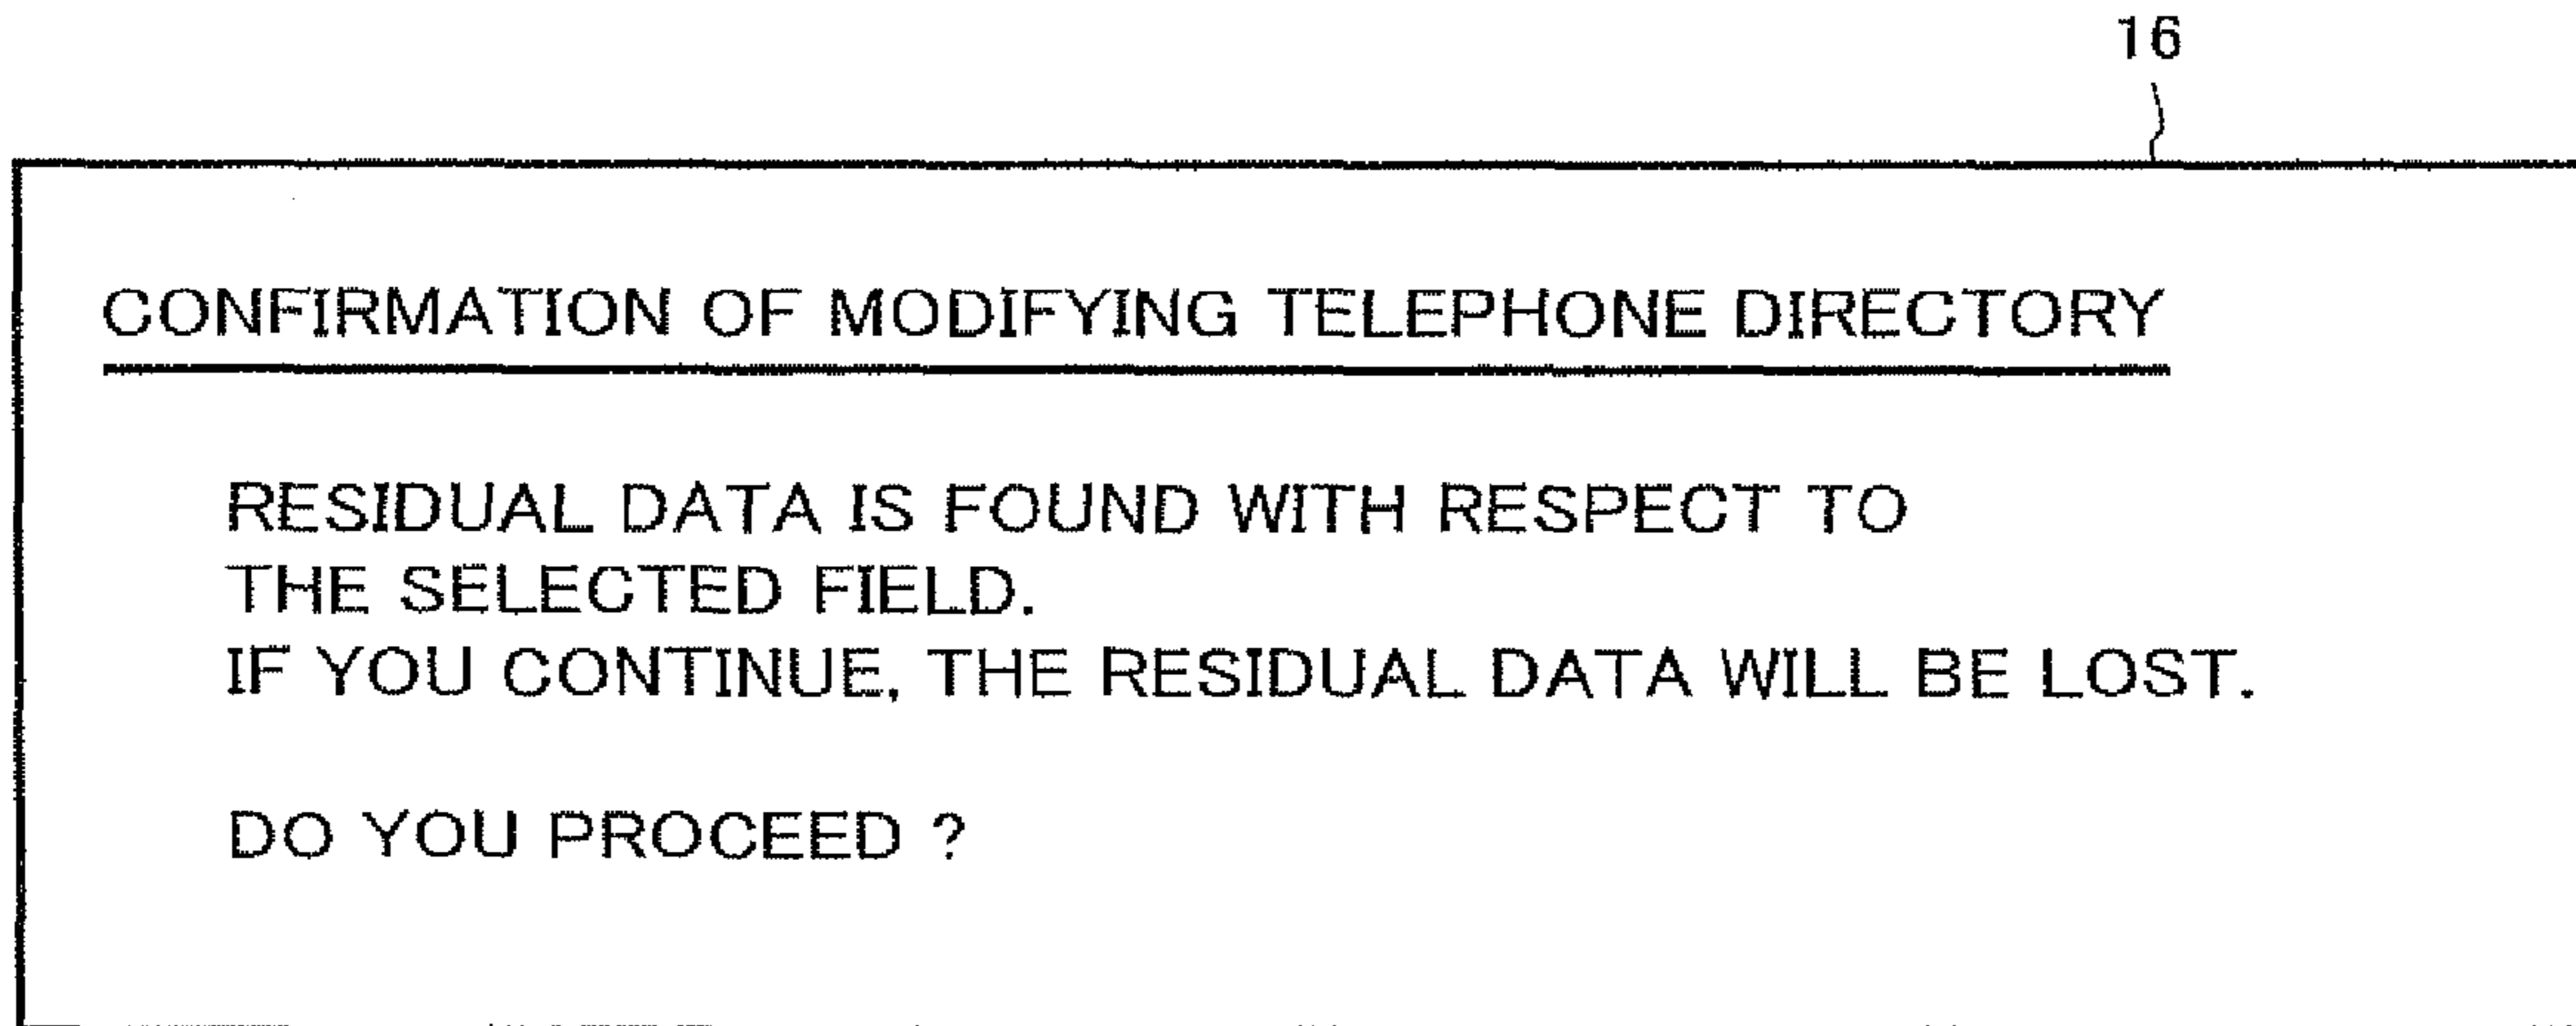 16
CONFIRMATION OF MODIFYING TELEPHONE DIRECTORY
RESIDUAL DATA IS FOUND WITH RESPECT TO
THE SELECTED FIELD.
IF YOU CONTINUE, THE RESIDUAL DATA WILL BE LOST.
DO YOU PROCEED ?